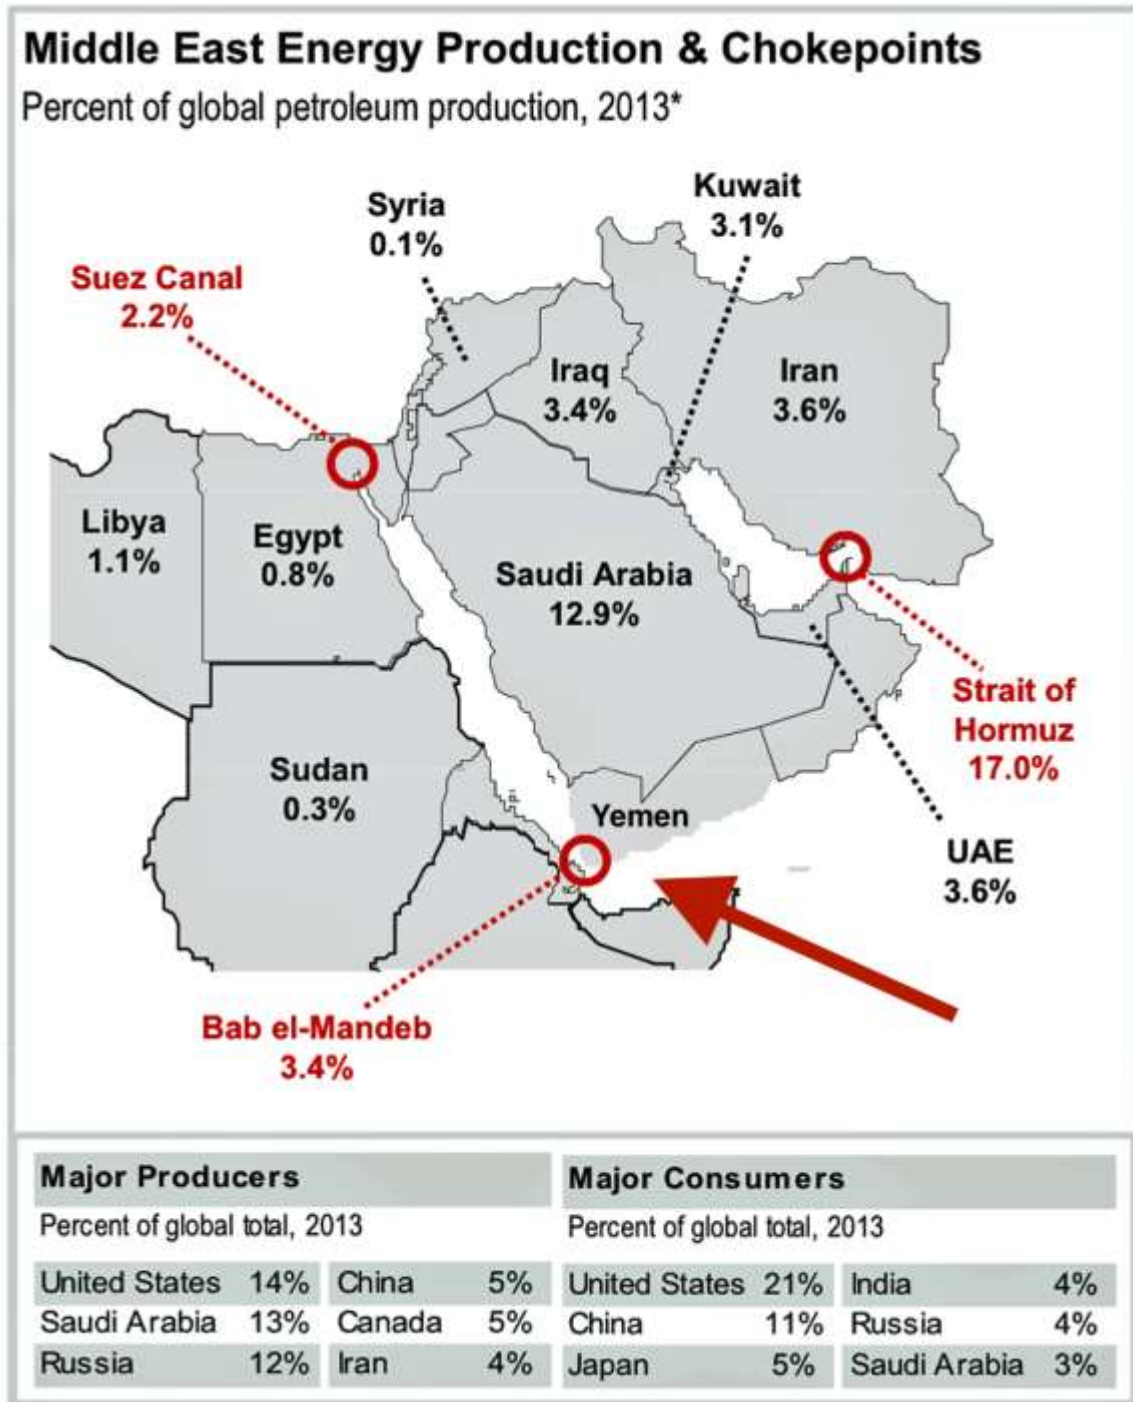 Middle East Energy Production & Chokepoints
Percent of global petroleum production, 2013*
Kuwait
3.1%
Syria
0.1%
Suez Canal
2.2%
Iraq
3.4%
Iran
3.6%
Libya
1.1%
Egypt
0.8%
Saudi Arabia
12.9%
Strait of
Hormuz
17.0%
Sudan
0.3%
Yemen
UAE
3.6%
Bab el-Mandeb
3.4%
Major Producers
Percent of global total, 2013
United States 14% China 5%
Saudi Arabia 13% Canada 5%
Russia 12% Iran 4%
Major Consumers
Percent of global total, 2013
United States 21% India 4%
China 11% Russia 4%
Japan 5% Saudi Arabia 3%